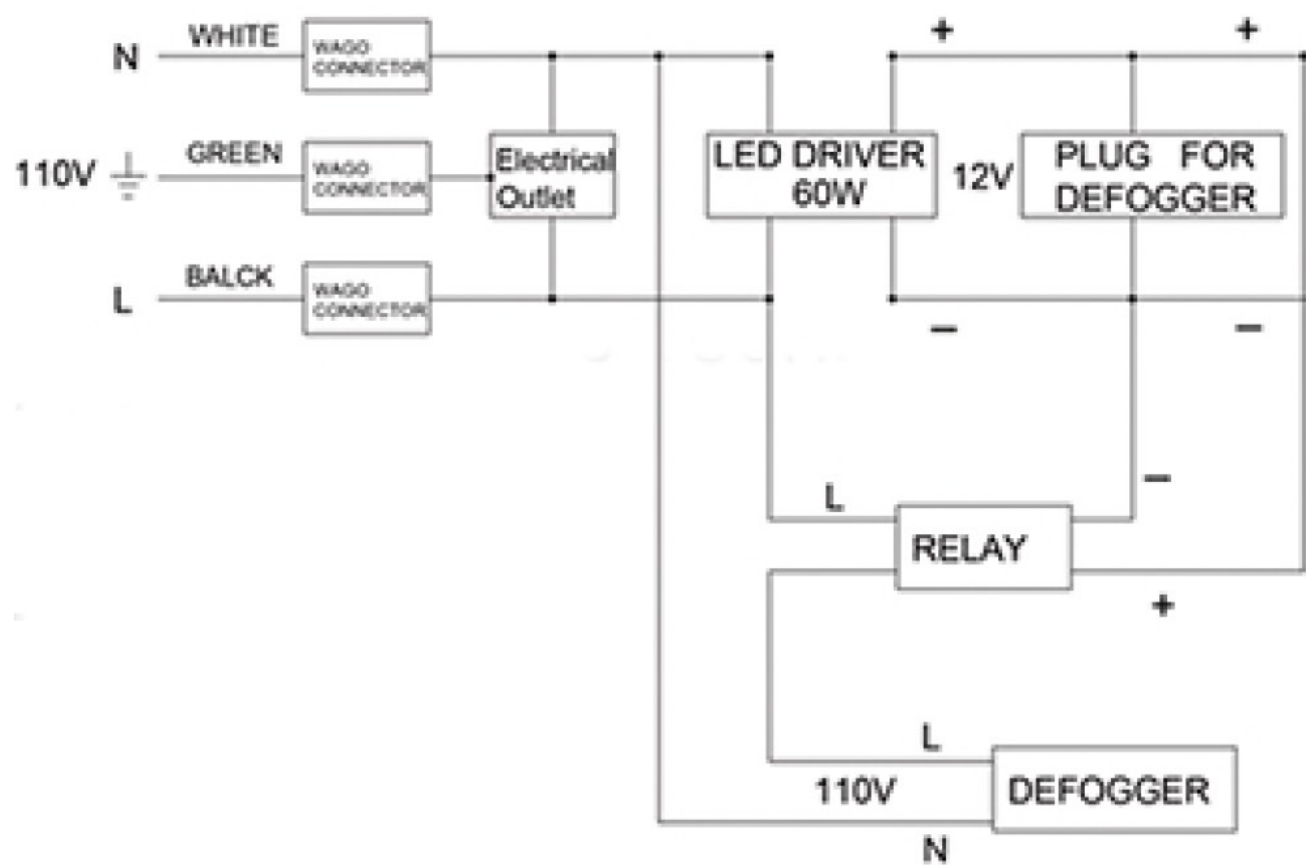 WHITE
N
WAGO
CONNECTOR
+
+
110V
GREEN
WAGO
CONNECTOR
Electrical
Outlet
LED DRIVER
60W
12V
PLUG FOR
DEFOGGER
L
BALCK
WAGO
CONNECTOR
−
−
L
RELAY
−
+
L
110V
N
DEFOGGER